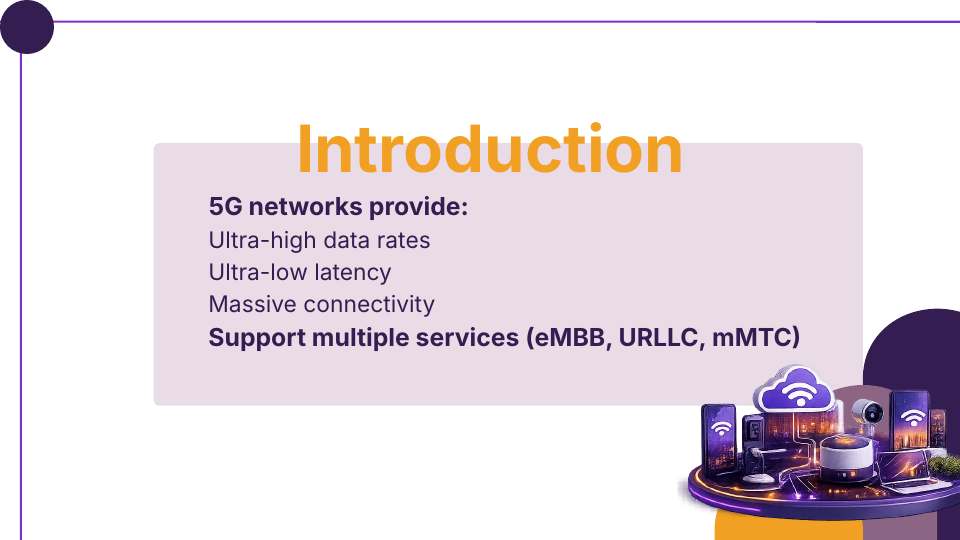 Introduction
5G networks provide:
Ultra-high data rates
Ultra-low latency
Massive connectivity
Support multiple services (eMBB, URLLC, mMTC)